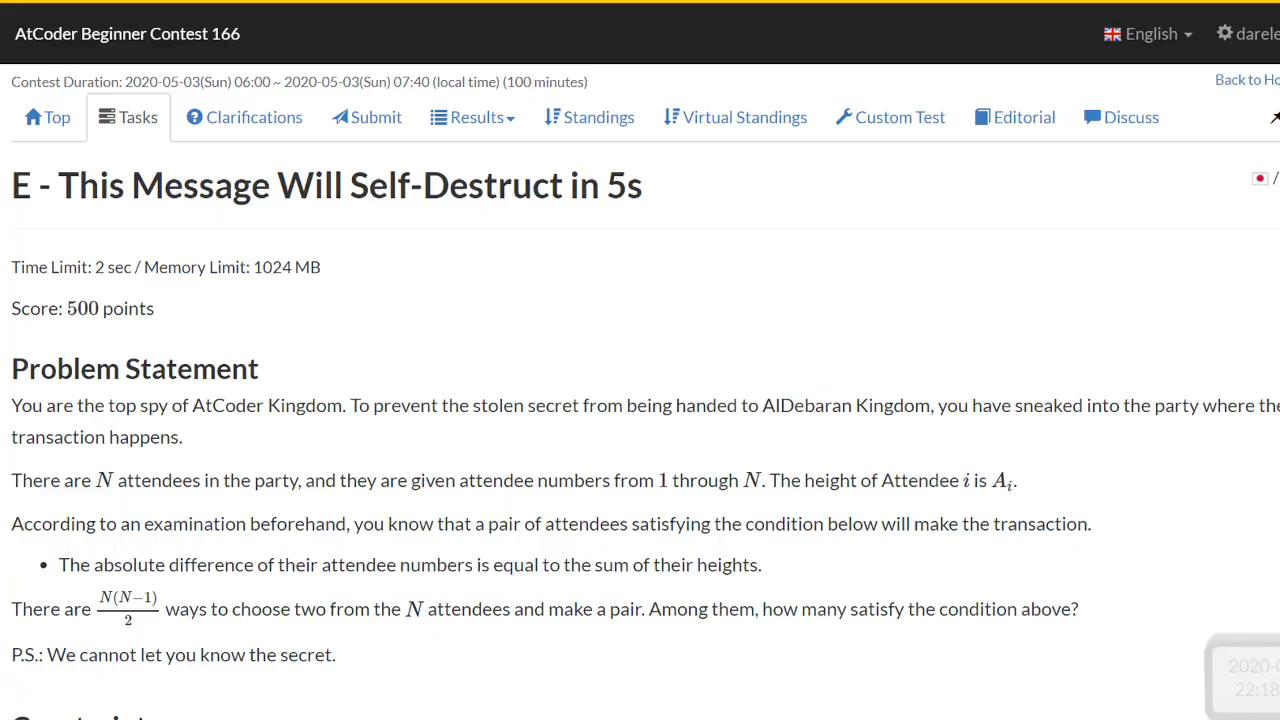 AtCoder Beginner Contest 166 English darele
Contest Duration: 2020-05-03(Sun) 06:00 ~ 2020-05-03(Sun) 07:40 (local time) (100 minutes) Back to Ho
Top Tasks Clarifications Submit Results Standings Virtual Standings Custom Test Editorial Discuss
E - This Message Will Self-Destruct in 5s
/
Time Limit: 2 sec / Memory Limit: 1024 MB
Score: 500 points
Problem Statement
You are the top spy of AtCoder Kingdom. To prevent the stolen secret from being handed to AlDebaran Kingdom, you have sneaked into the party where the
transaction happens.
There are N attendees in the party, and they are given attendee numbers from 1 through N. The height of Attendee i is A_i.
According to an examination beforehand, you know that a pair of attendees satisfying the condition below will make the transaction.
• The absolute difference of their attendee numbers is equal to the sum of their heights.
There are N(N−1)/2 ways to choose two from the N attendees and make a pair. Among them, how many satisfy the condition above?
P.S.: We cannot let you know the secret.
2020-0
22:18